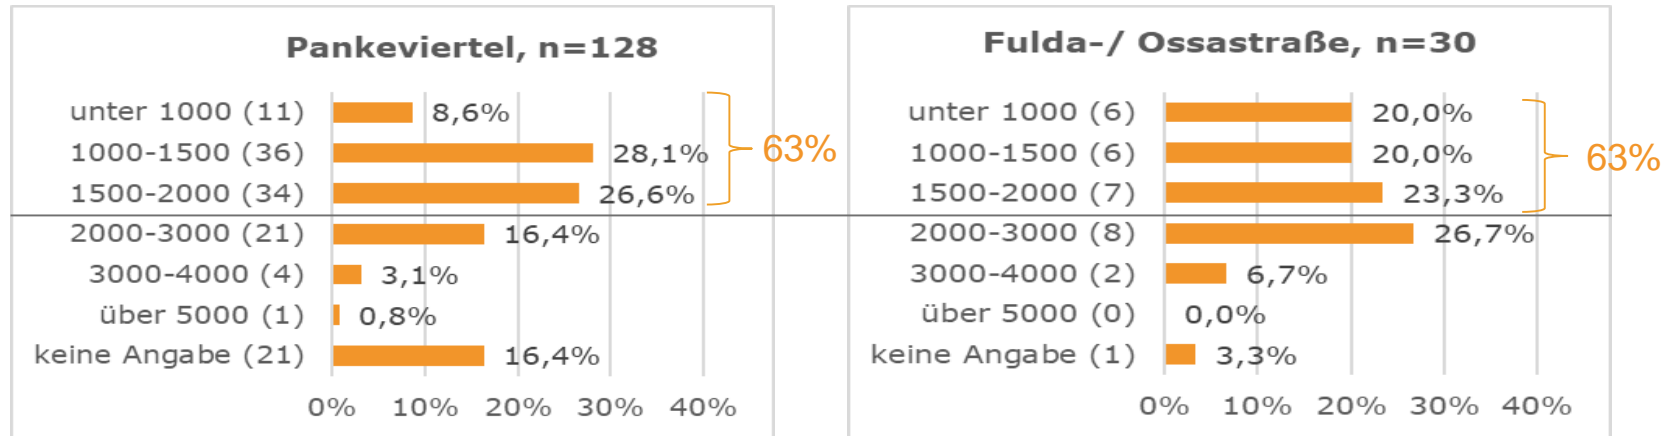 Pankeviertel, n=128
unter 1000 (11) 8,6%
1000-1500 (36) 28,1%
1500-2000 (34) 26,6%
63%
2000-3000 (21) 16,4%
3000-4000 (4) 3,1%
über 5000 (1) 0,8%
keine Angabe (21) 16,4%
0% 10% 20% 30% 40%
Fulda-/ Ossastraße, n=30
unter 1000 (6) 20,0%
1000-1500 (6) 20,0%
1500-2000 (7) 23,3%
63%
2000-3000 (8) 26,7%
3000-4000 (2) 6,7%
über 5000 (0) 0,0%
keine Angabe (1) 3,3%
0% 10% 20% 30% 40%